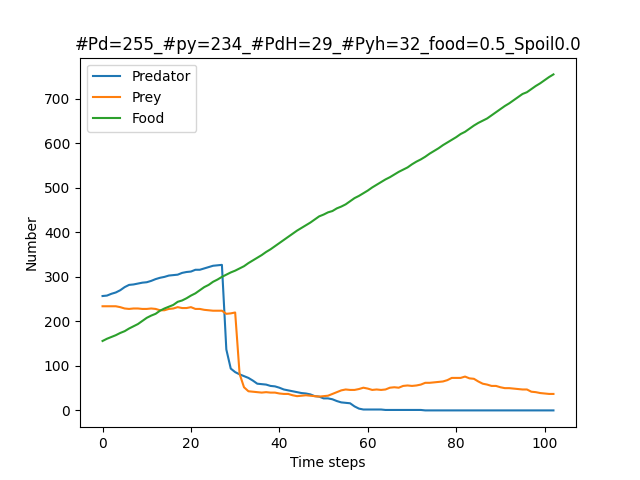 #Pd=255_#py=234_#PdH=29_#Pyh=32_food=0.5_Spoil0.0
Predator
Prey
Food
700
600
500
400
300
200
100
0
Number
0 20 40 60 80 100
Time steps